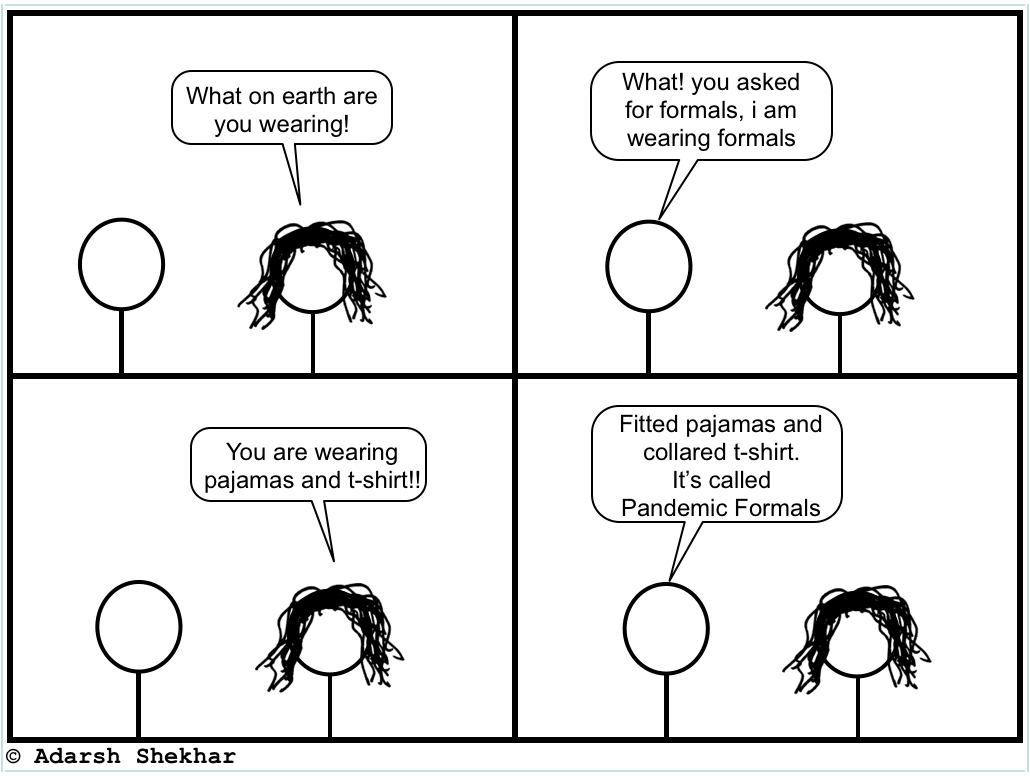 What on earth are
you wearing!
What! you asked
for formals, i am
wearing formals
You are wearing
pajamas and t-shirt!!
Fitted pajamas and
collared t-shirt.
It’s called
Pandemic Formals
© Adarsh Shekhar